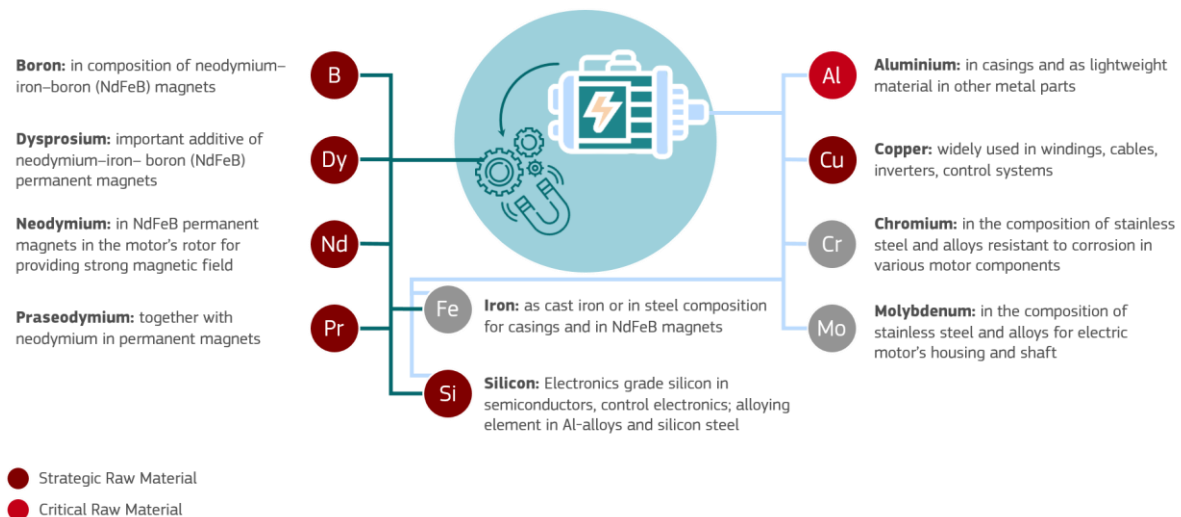 B
Boron: in composition of neodymium–
iron–boron (NdFeB) magnets
Dy
Dysprosium: important additive of
neodymium–iron– boron (NdFeB)
permanent magnets
Nd
Neodymium: in NdFeB permanent
magnets in the motor's rotor for
providing strong magnetic field
Pr
Praseodymium: together with
neodymium in permanent magnets
Fe
Iron: as cast iron or in steel composition
for casings and in NdFeB magnets
Si
Silicon: Electronics grade silicon in
semiconductors, control electronics; alloying
element in Al-alloys and silicon steel
Al
Aluminium: in casings and as lightweight
material in other metal parts
Cu
Copper: widely used in windings, cables,
inverters, control systems
Cr
Chromium: in the composition of stainless
steel and alloys resistant to corrosion in
various motor components
Mo
Molybdenum: in the composition of
stainless steel and alloys for electric
motor's housing and shaft
Strategic Raw Material
Critical Raw Material